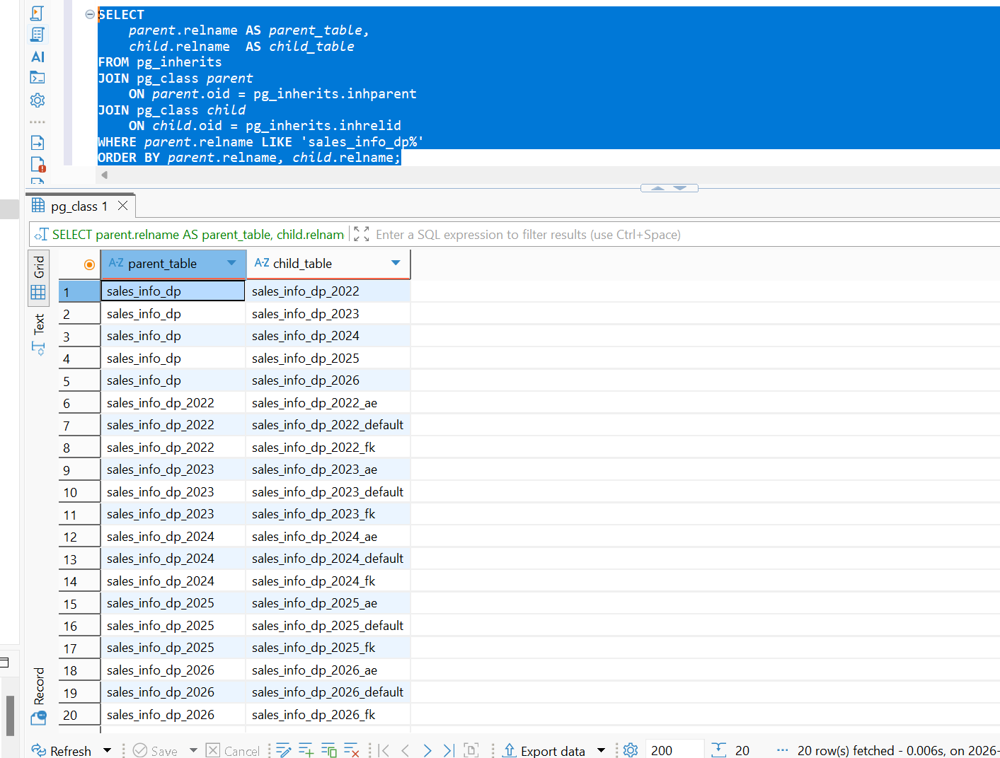 SELECT
parent.relname AS parent_table,
child.relname AS child_table
FROM pg_inherits
JOIN pg_class parent
ON parent.oid = pg_inherits.inhparent
JOIN pg_class child
ON child.oid = pg_inherits.inhrelid
WHERE parent.relname LIKE 'sales_info_dp%'
ORDER BY parent.relname, child.relname;
AI
pg_class 1
SELECT parent.relname AS parent_table, child.relnam Enter a SQL expression to filter results (use Ctrl+Space)
Grid
Text
Record
A-Z parent_table A-Z child_table
1 sales_info_dp sales_info_dp_2022
2 sales_info_dp sales_info_dp_2023
3 sales_info_dp sales_info_dp_2024
4 sales_info_dp sales_info_dp_2025
5 sales_info_dp sales_info_dp_2026
6 sales_info_dp_2022 sales_info_dp_2022_ae
7 sales_info_dp_2022 sales_info_dp_2022_default
8 sales_info_dp_2022 sales_info_dp_2022_fk
9 sales_info_dp_2023 sales_info_dp_2023_ae
10 sales_info_dp_2023 sales_info_dp_2023_default
11 sales_info_dp_2023 sales_info_dp_2023_fk
12 sales_info_dp_2024 sales_info_dp_2024_ae
13 sales_info_dp_2024 sales_info_dp_2024_default
14 sales_info_dp_2024 sales_info_dp_2024_fk
15 sales_info_dp_2025 sales_info_dp_2025_ae
16 sales_info_dp_2025 sales_info_dp_2025_default
17 sales_info_dp_2025 sales_info_dp_2025_fk
18 sales_info_dp_2026 sales_info_dp_2026_ae
19 sales_info_dp_2026 sales_info_dp_2026_default
20 sales_info_dp_2026 sales_info_dp_2026_fk
Refresh Save Cancel Export data 200 20 ... 20 row(s) fetched - 0.006s, on 2026-